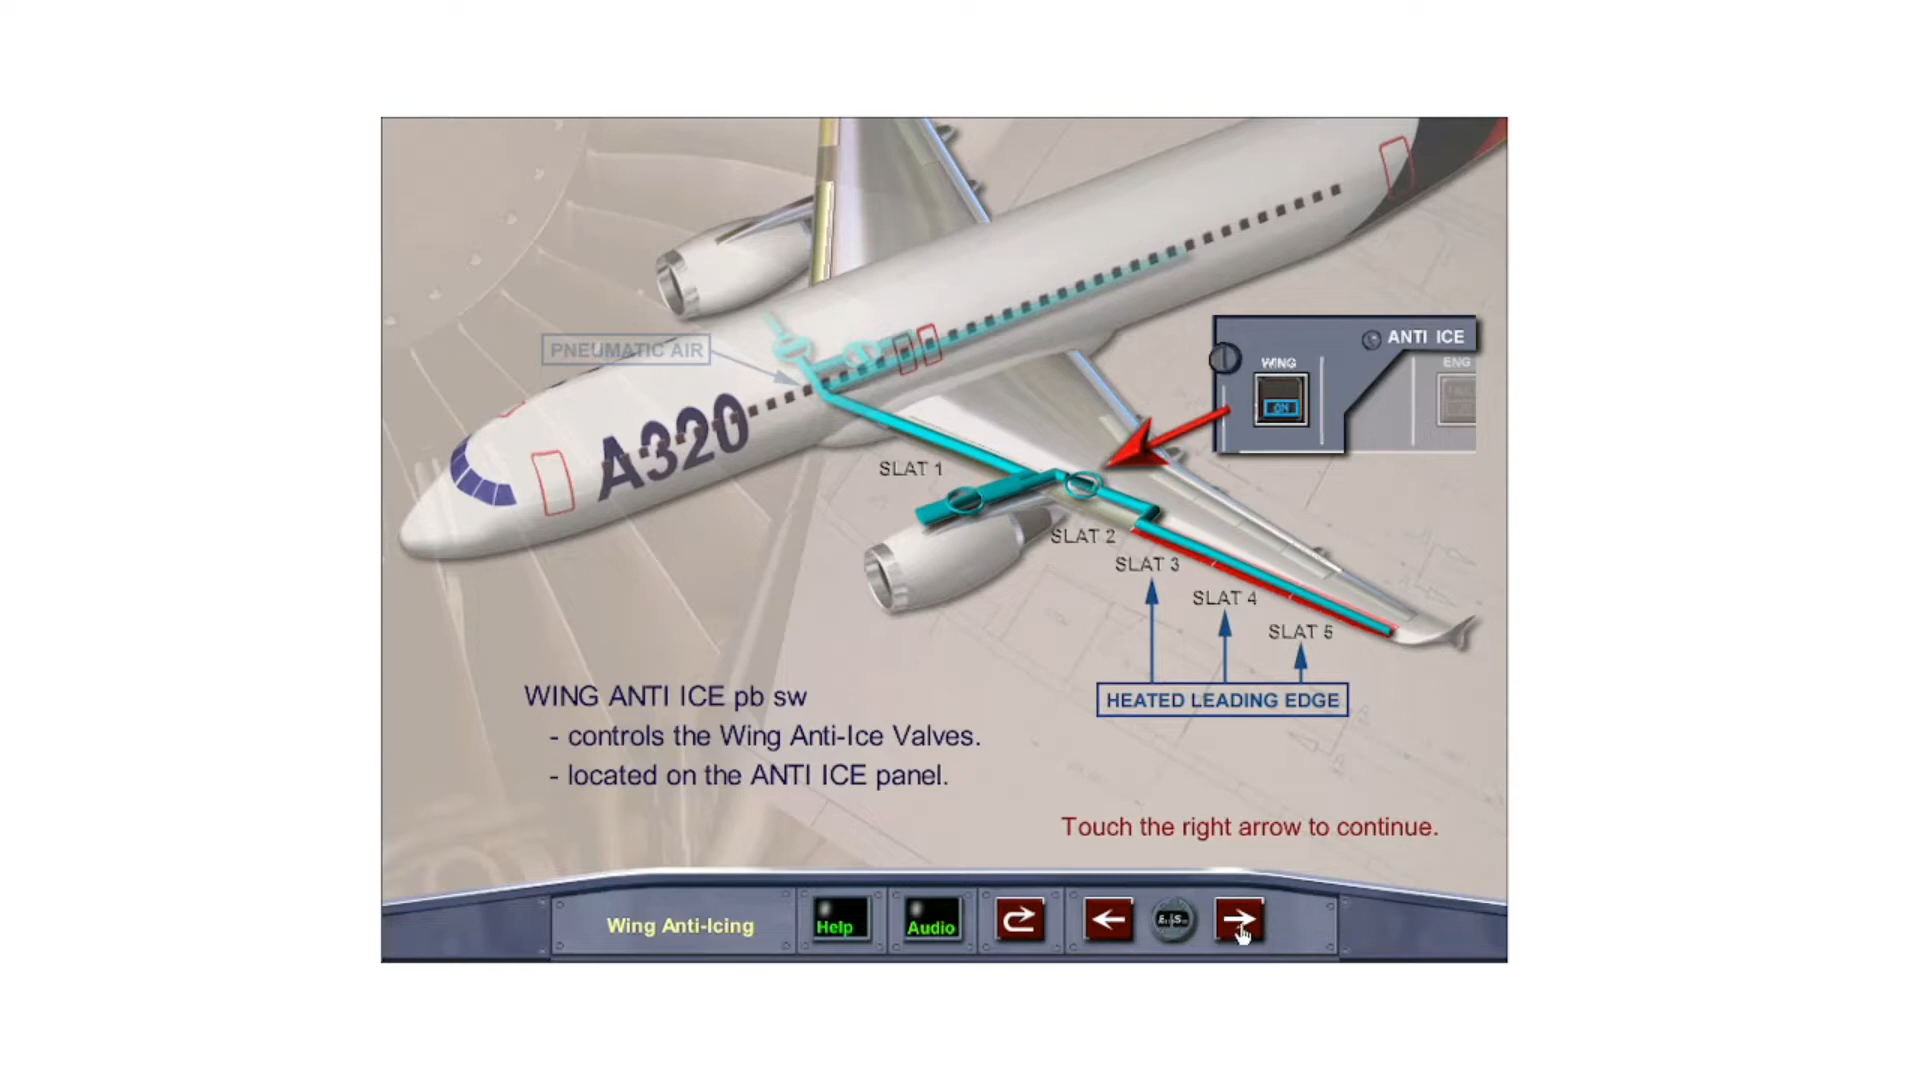 ANTI ICE
PNEUMATIC AIR
WING
ENG
ON
A320
SLAT 1
SLAT 2
SLAT 3
SLAT 4
SLAT 5
HEATED LEADING EDGE
WING ANTI ICE pb sw
- controls the Wing Anti-Ice Valves.
- located on the ANTI ICE panel.
Touch the right arrow to continue.
Wing Anti-Icing
Help
Audio